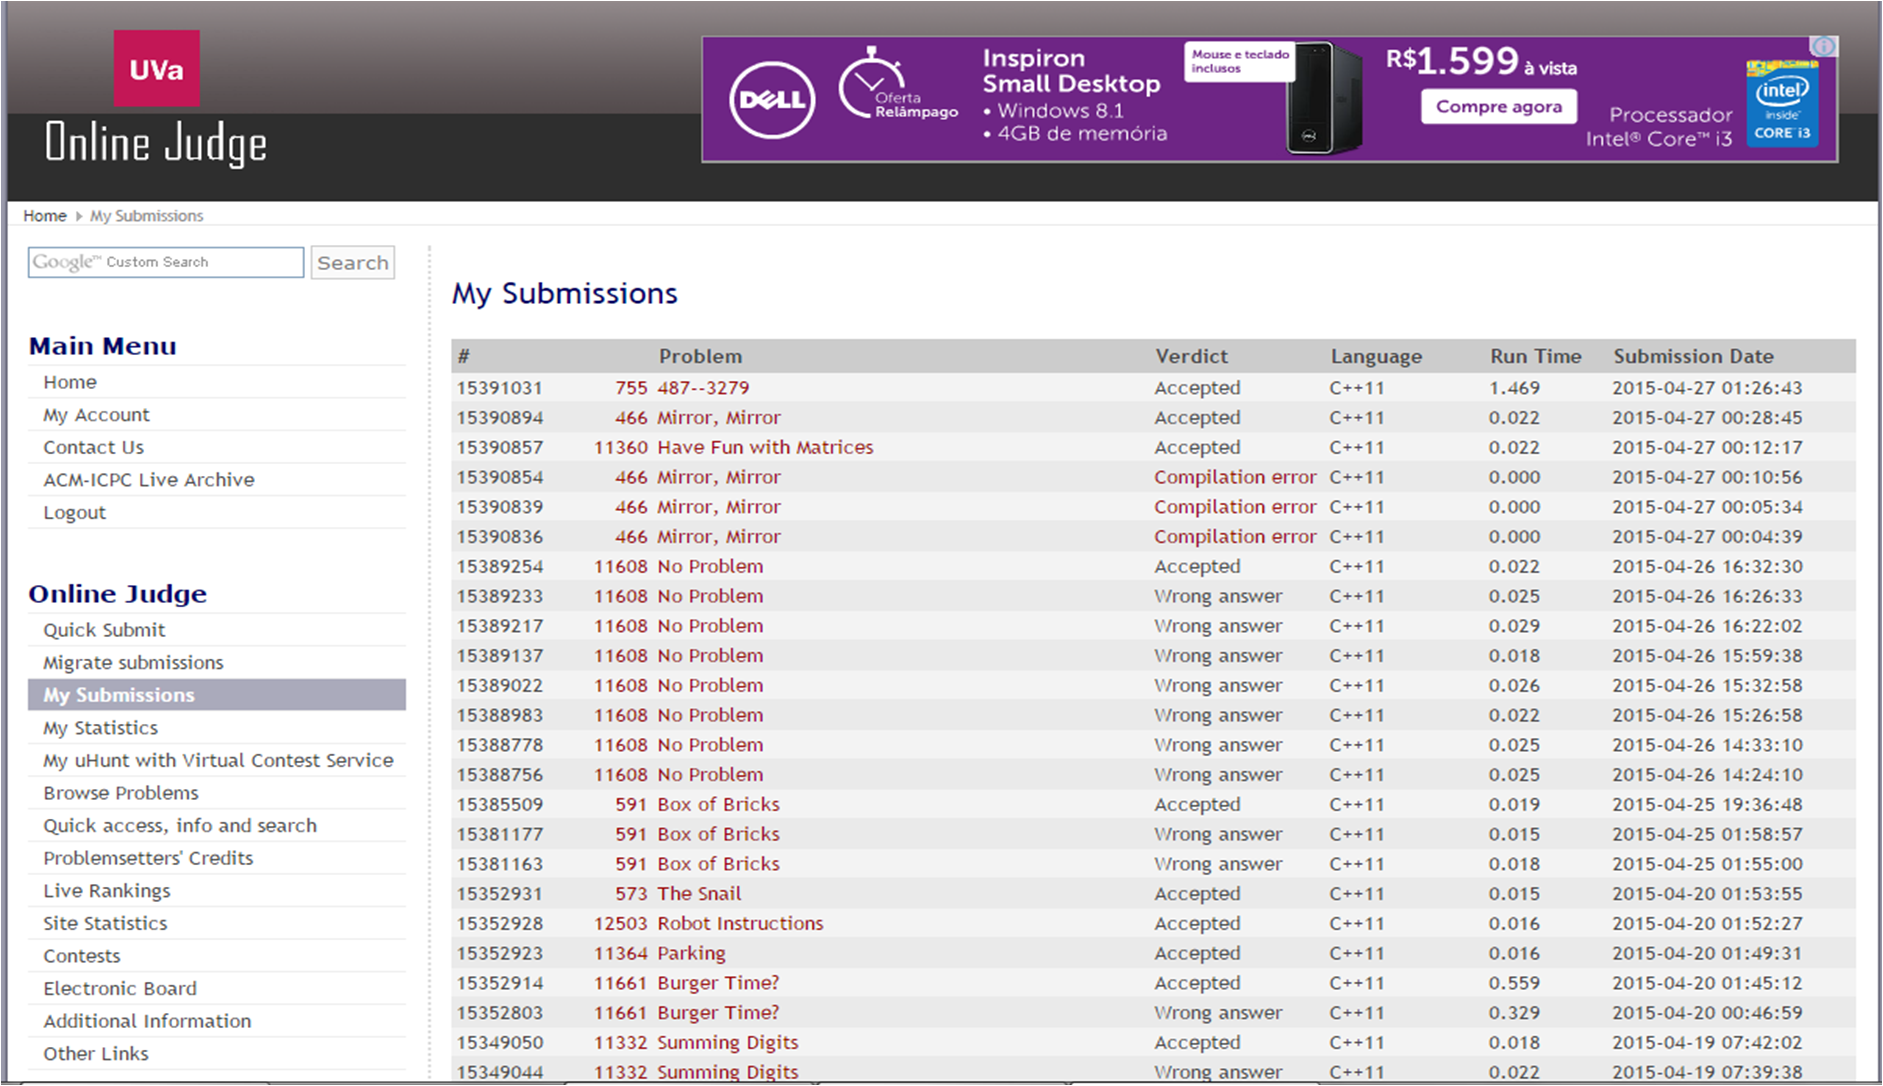 UVa
Online Judge
DELL
Oferta
Relâmpago
Inspiron
Small Desktop
• Windows 8.1
• 4GB de memória
Mouse e teclado
inclusos
R$1.599 à vista
Compre agora
Processador
Intel® Core™ i3
intel
inside™
CORE™ i3
Home My Submissions
Google™ Custom Search Search
Main Menu
Home
My Account
Contact Us
ACM-ICPC Live Archive
Logout
Online Judge
Quick Submit
Migrate submissions
My Submissions
My Statistics
My uHunt with Virtual Contest Service
Browse Problems
Quick access, info and search
Problemsetters' Credits
Live Rankings
Site Statistics
Contests
Electronic Board
Additional Information
Other Links
My Submissions
# Problem Verdict Language Run Time Submission Date
15391031 755 487--3279 Accepted C++11 1.469 2015-04-27 01:26:43
15390894 466 Mirror, Mirror Accepted C++11 0.022 2015-04-27 00:28:45
15390857 11360 Have Fun with Matrices Accepted C++11 0.022 2015-04-27 00:12:17
15390854 466 Mirror, Mirror Compilation error C++11 0.000 2015-04-27 00:10:56
15390839 466 Mirror, Mirror Compilation error C++11 0.000 2015-04-27 00:05:34
15390836 466 Mirror, Mirror Compilation error C++11 0.000 2015-04-27 00:04:39
15389254 11608 No Problem Accepted C++11 0.022 2015-04-26 16:32:30
15389233 11608 No Problem Wrong answer C++11 0.025 2015-04-26 16:26:33
15389217 11608 No Problem Wrong answer C++11 0.029 2015-04-26 16:22:02
15389137 11608 No Problem Wrong answer C++11 0.018 2015-04-26 15:59:38
15389022 11608 No Problem Wrong answer C++11 0.026 2015-04-26 15:32:58
15388983 11608 No Problem Wrong answer C++11 0.022 2015-04-26 15:26:58
15388778 11608 No Problem Wrong answer C++11 0.025 2015-04-26 14:33:10
15388756 11608 No Problem Wrong answer C++11 0.025 2015-04-26 14:24:10
15385509 591 Box of Bricks Accepted C++11 0.019 2015-04-25 19:36:48
15381177 591 Box of Bricks Wrong answer C++11 0.015 2015-04-25 01:58:57
15381163 591 Box of Bricks Wrong answer C++11 0.018 2015-04-25 01:55:00
15352931 573 The Snail Accepted C++11 0.015 2015-04-20 01:53:55
15352928 12503 Robot Instructions Accepted C++11 0.016 2015-04-20 01:52:27
15352923 11364 Parking Accepted C++11 0.016 2015-04-20 01:49:31
15352914 11661 Burger Time? Accepted C++11 0.559 2015-04-20 01:45:12
15352803 11661 Burger Time? Wrong answer C++11 0.329 2015-04-20 00:46:59
15349050 11332 Summing Digits Accepted C++11 0.018 2015-04-19 07:42:02
15349044 11332 Summing Digits Wrong answer C++11 0.022 2015-04-19 07:39:38